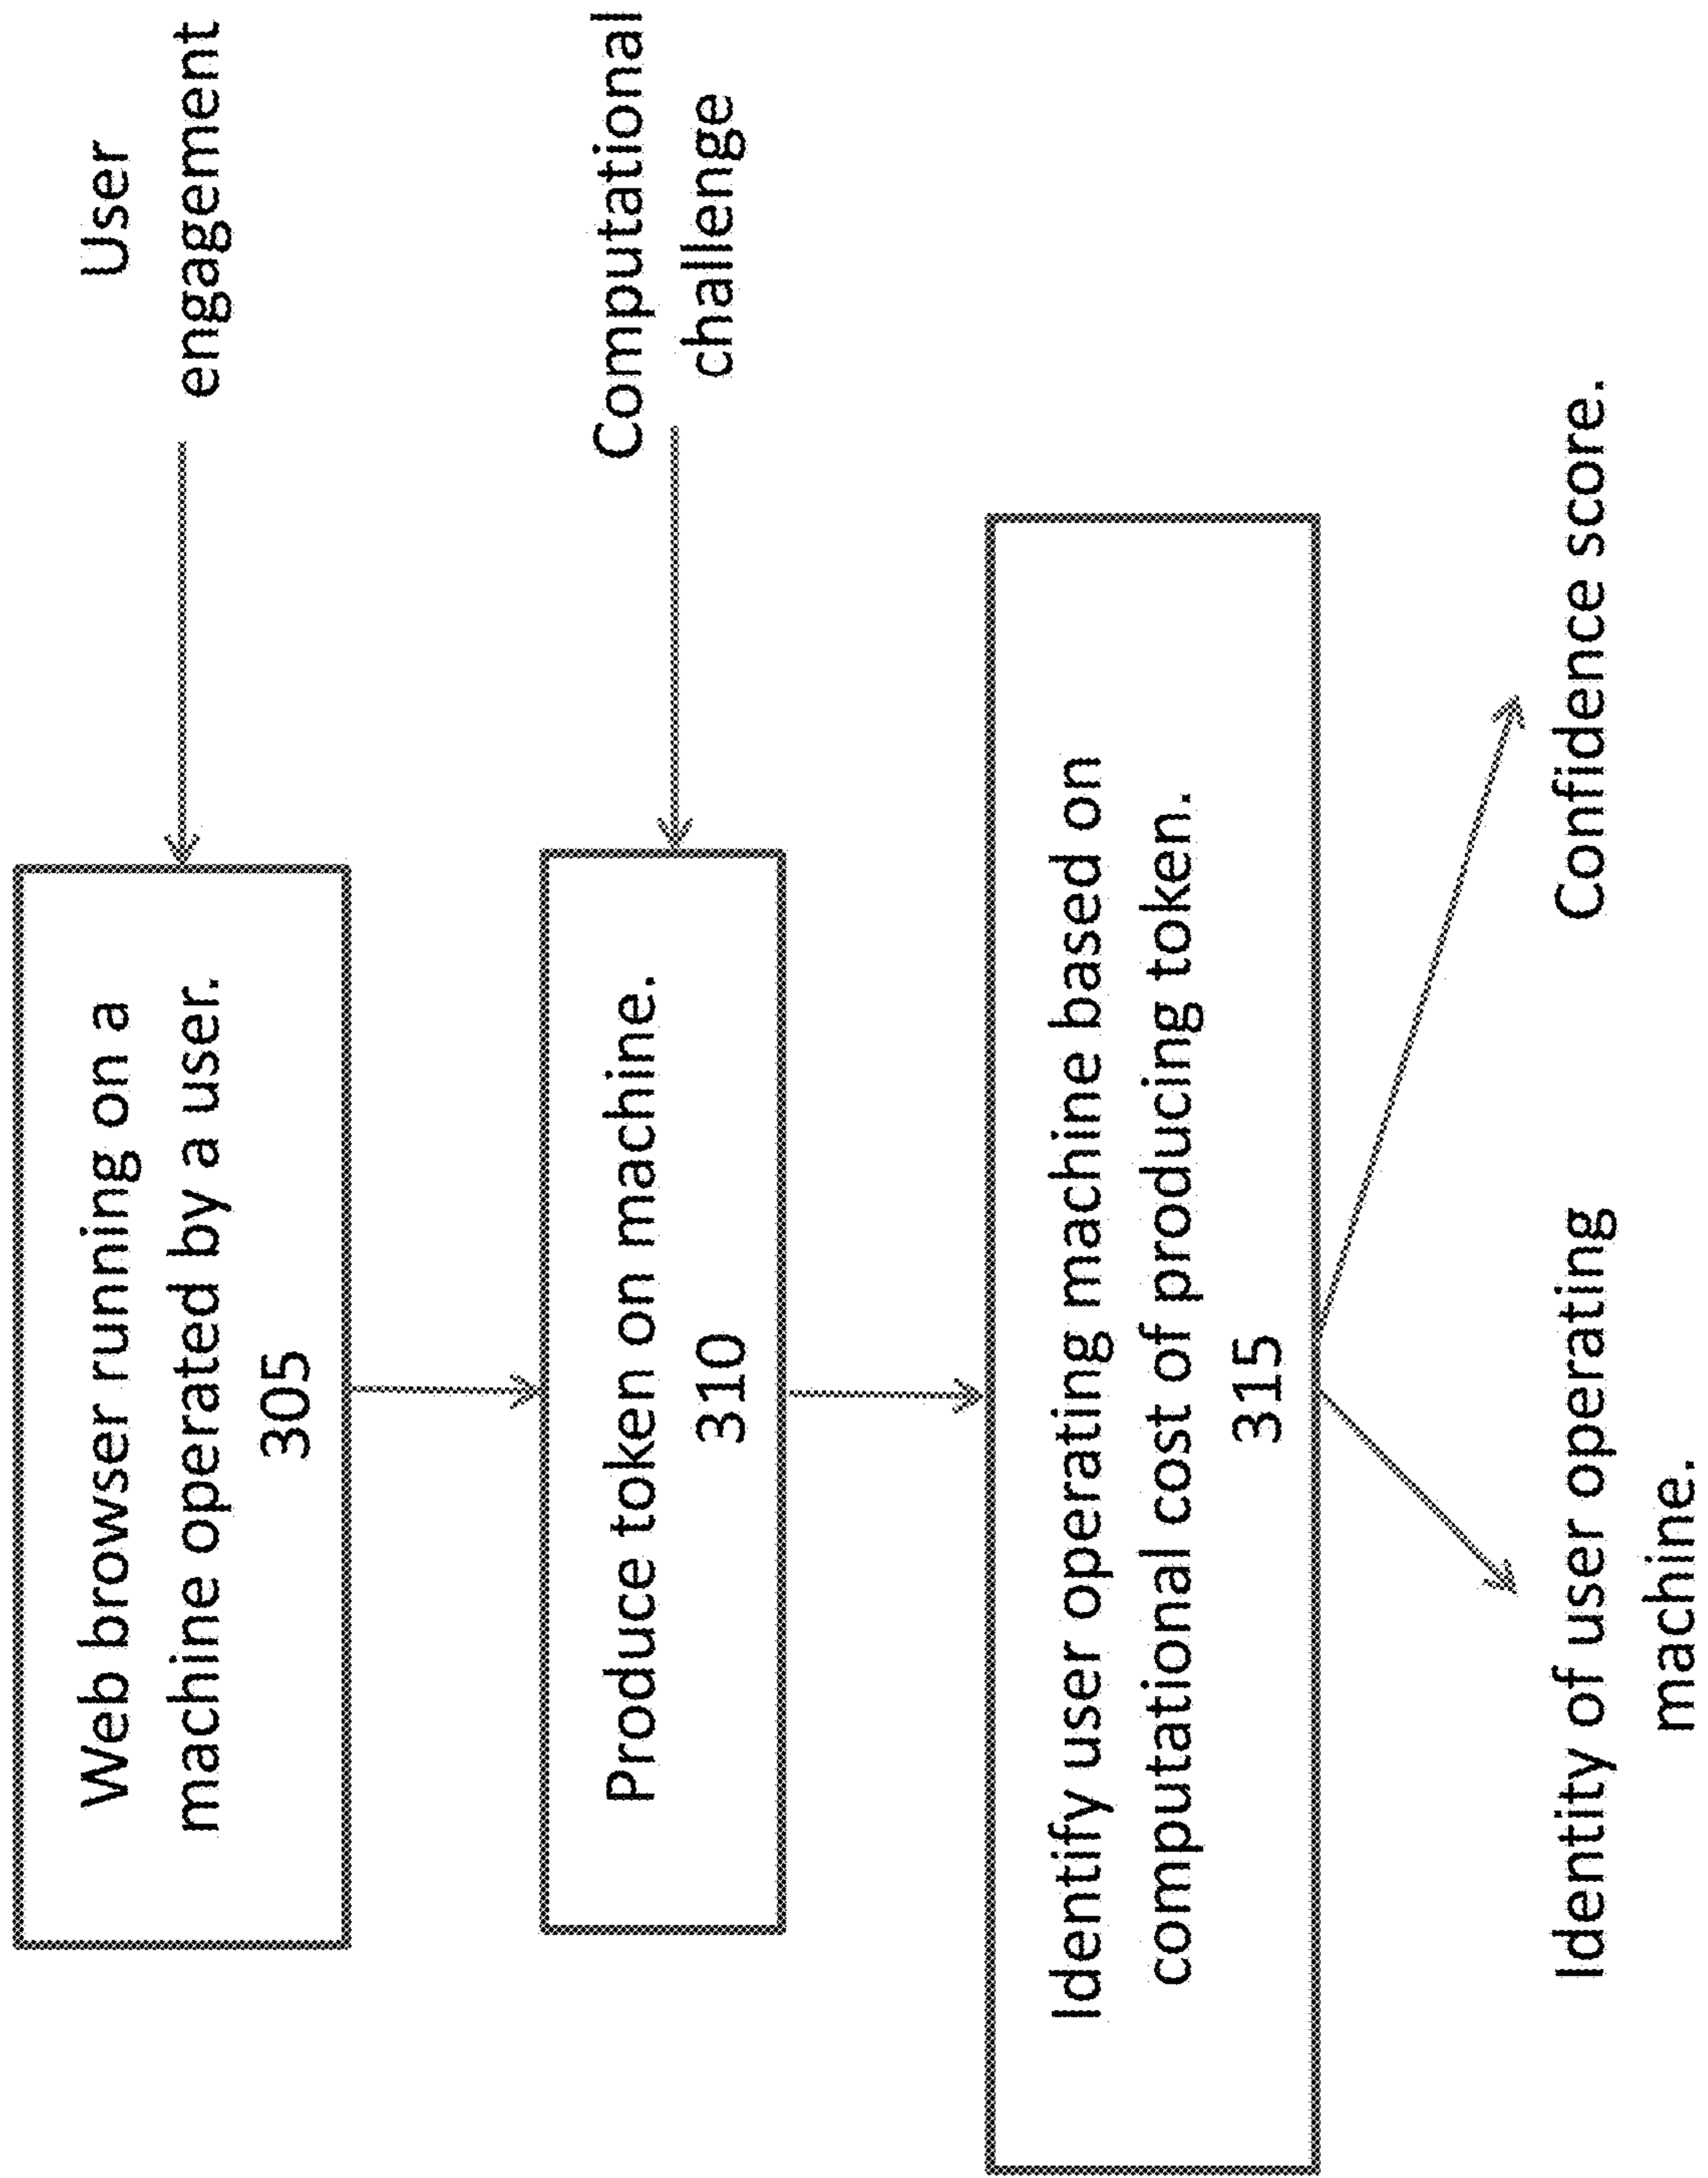 Web browser running on a
machine operated by a user.
305
User
engagement
Produce token on machine.
310
Computational
challenge
Identify user operating machine based on
computational cost of producing token.
315
Identity of user operating
machine.
Confidence score.